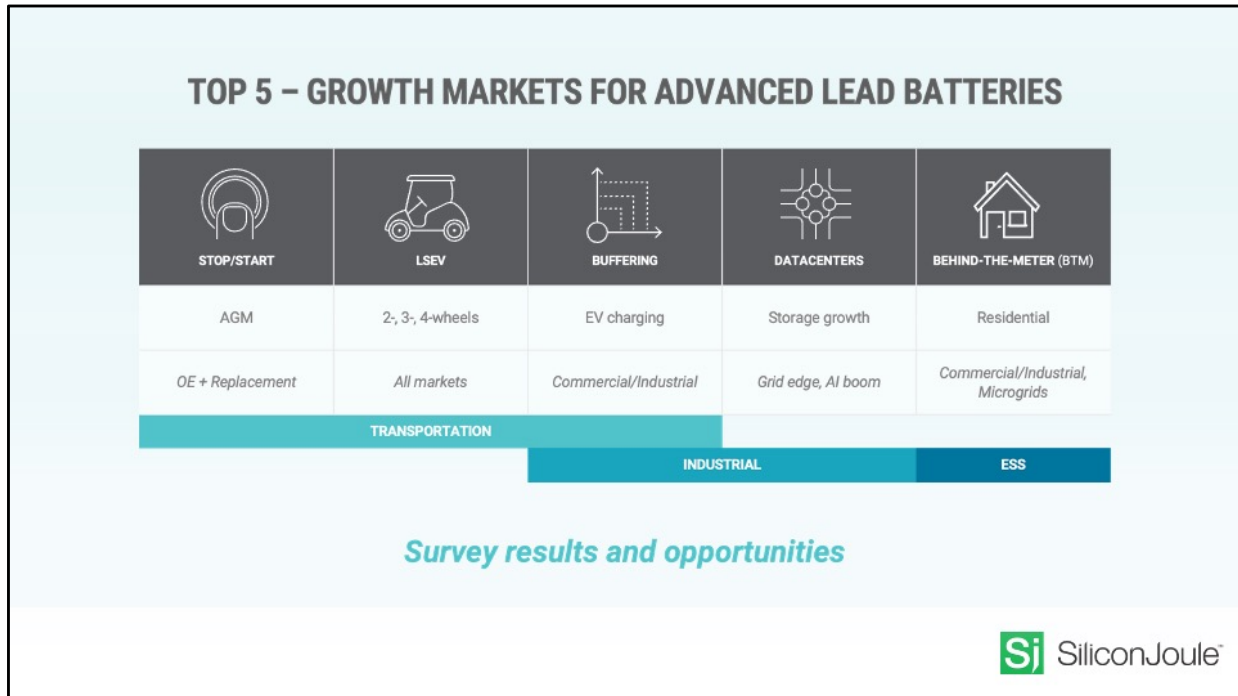 TOP 5 – GROWTH MARKETS FOR ADVANCED LEAD BATTERIES
STOP/START
LSEV
BUFFERING
DATACENTERS
BEHIND-THE-METER (BTM)
AGM
2-, 3-, 4-wheels
EV charging
Storage growth
Residential
OE + Replacement
All markets
Commercial/Industrial
Grid edge, AI boom
Commercial/Industrial,
Microgrids
TRANSPORTATION
INDUSTRIAL
ESS
Survey results and opportunities
Sj SiliconJoule™